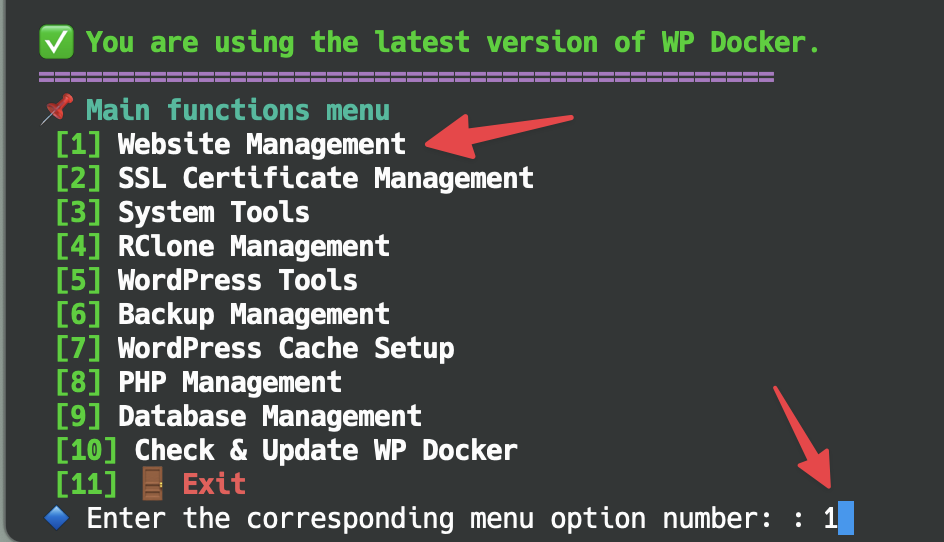 ✅ You are using the latest version of WP Docker.
==============================================
📌 Main functions menu
[1] Website Management
[2] SSL Certificate Management
[3] System Tools
[4] RClone Management
[5] WordPress Tools
[6] Backup Management
[7] WordPress Cache Setup
[8] PHP Management
[9] Database Management
[10] Check & Update WP Docker
[11] 🚪 Exit
🔷 Enter the corresponding menu option number: : 1